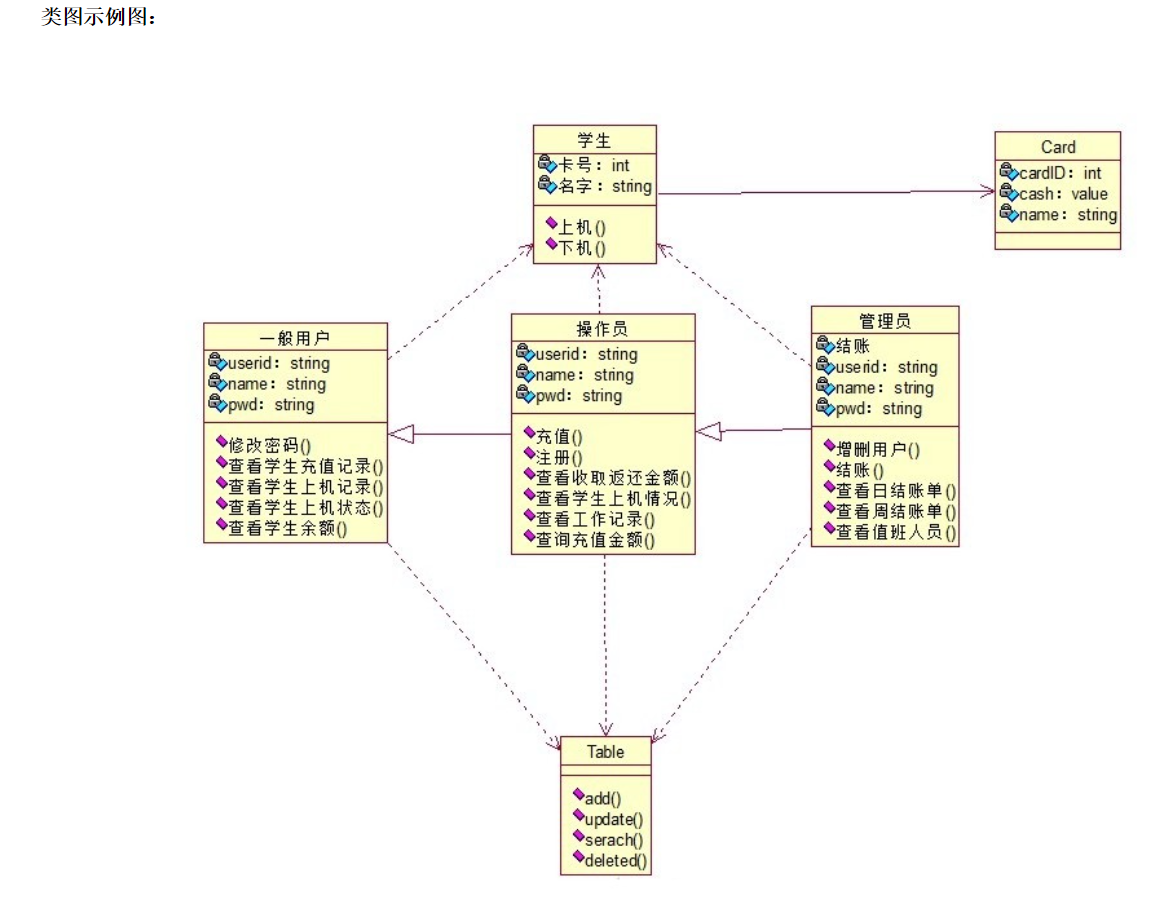 类图示例图：
学生
卡号：int
名字：string
上机()
下机()
Card
cardID：int
cash：value
name：string
一般用户
userid：string
name：string
pwd：string
修改密码()
查看学生充值记录()
查看学生上机记录()
查看学生上机状态()
查看学生余额()
操作员
userid：string
name：string
pwd：string
充值()
注册()
查看收取返还金额()
查看学生上机情况()
查看工作记录()
查询充值金额()
管理员
结账
userid：string
name：string
pwd：string
增删用户()
结账()
查看日结账单()
查看周结账单()
查看值班人员()
Table
add()
update()
serach()
deleted()